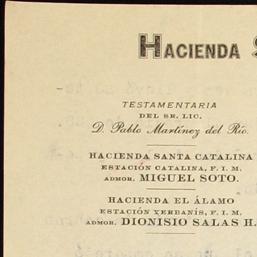 HACIENDA
TESTAMENTARIA
DEL SR. LIC.
D. Pablo Martínez del Río.
HACIENDA SANTA CATALINA
ESTACIÓN CATALINA, F. I. M.
ADMOR. MIGUEL SOTO.
HACIENDA EL ÁLAMO
ESTACIÓN YERBANÍS, F. I. M.
ADMOR. DIONISIO SALAS H.